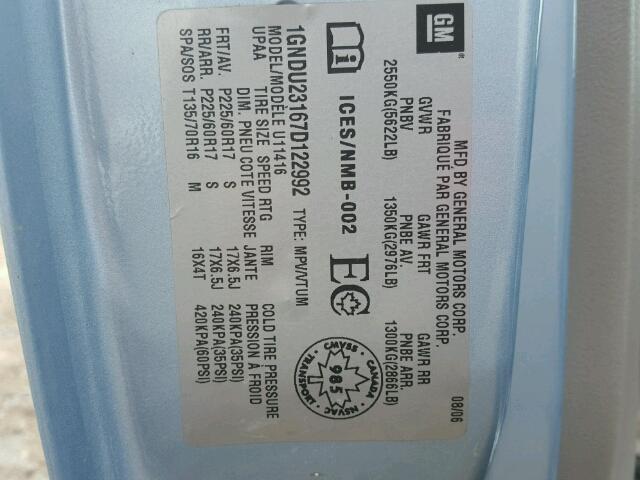 GM
MFD BY GENERAL MOTORS CORP.
FABRIQUÉ PAR GENERAL MOTORS CORP.
08/06
GVWR GAWR FRT GAWR RR
PNBV PNBE AV. PNBE ARR.
2550KG(5622LB) 1350KG(2976LB) 1300KG(2866LB)
ICES/NMB-002
CMVSS - CANADA
985
NSVAC TRANSPORT
1GNDU23167D122992 TYPE: MPV/VTUM
MODEL/MODÈLE U11416
UPAA TIRE SIZE SPEED RTG RIM COLD TIRE PRESSURE
DIM. PNEU COTE VITESSE JANTE PRESSION À FROID
FRT/AV. P225/60R17 S 17X6.5J 240KPA(35PSI)
RR/ARR. P225/60R17 S 17X6.5J 240KPA(35PSI)
SPA/SOS T135/70R16 M 16X4T 420KPA(60PSI)